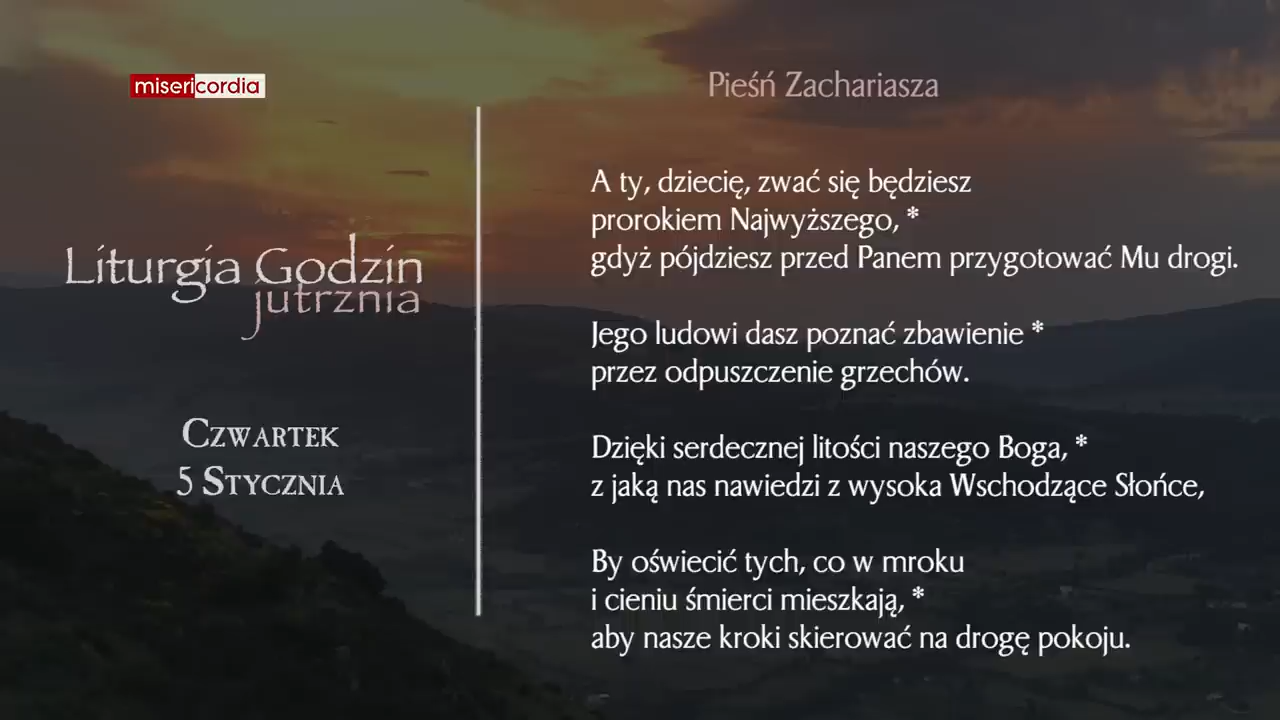 misericordia
Liturgia Godzin
jutrznia
Czwartek
5 Stycznia
Pieśń Zachariasza
A ty, dziecię, zwać się będziesz
prorokiem Najwyższego, *
gdyż pójdziesz przed Panem przygotować Mu drogi.
Jego ludowi dasz poznać zbawienie *
przez odpuszczenie grzechów.
Dzięki serdecznej litości naszego Boga, *
z jaką nas nawiedzi z wysoka Wschodzące Słońce,
By oświecić tych, co w mroku
i cieniu śmierci mieszkają, *
aby nasze kroki skierować na drogę pokoju.